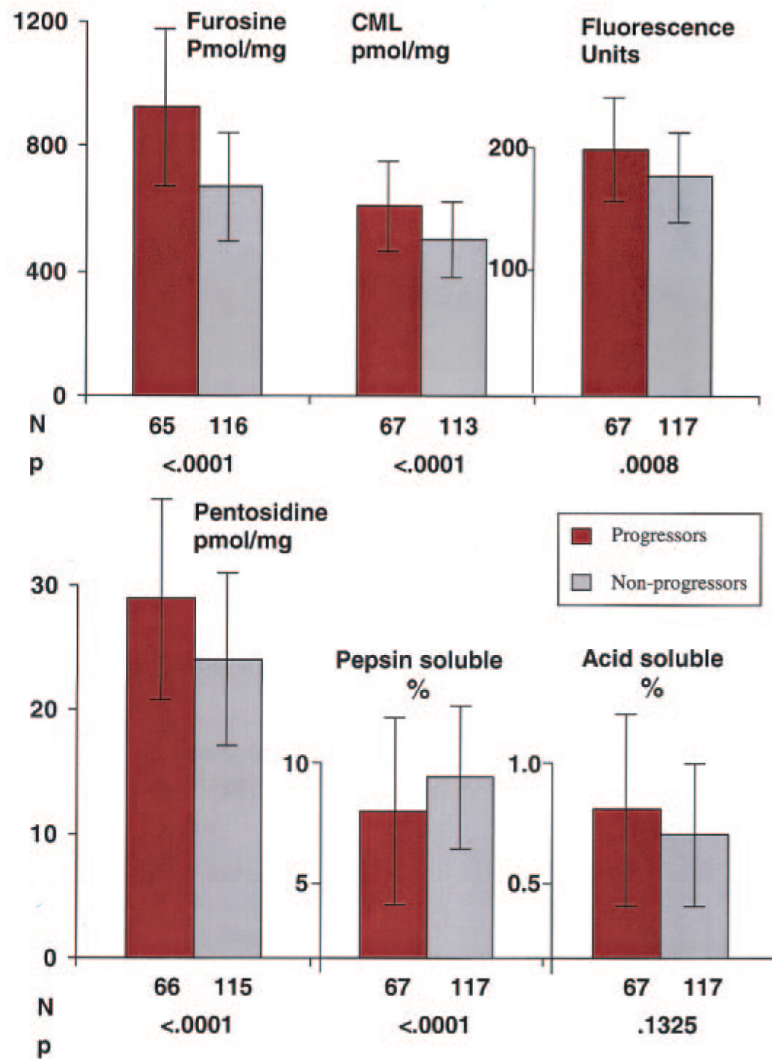 1200
Furosine
Pmol/mg
CML
pmol/mg
Fluorescence
Units
800
200
400
100
0
N
65 116
67 113
67 117
p
<.0001
<.0001
.0008
Pentosidine
pmol/mg
Progressors
Non-progressors
30
Pepsin soluble
%
Acid soluble
%
20
10
1.0
10
5
0.5
0
N
66 115
67 117
67 117
p
<.0001
<.0001
.1325